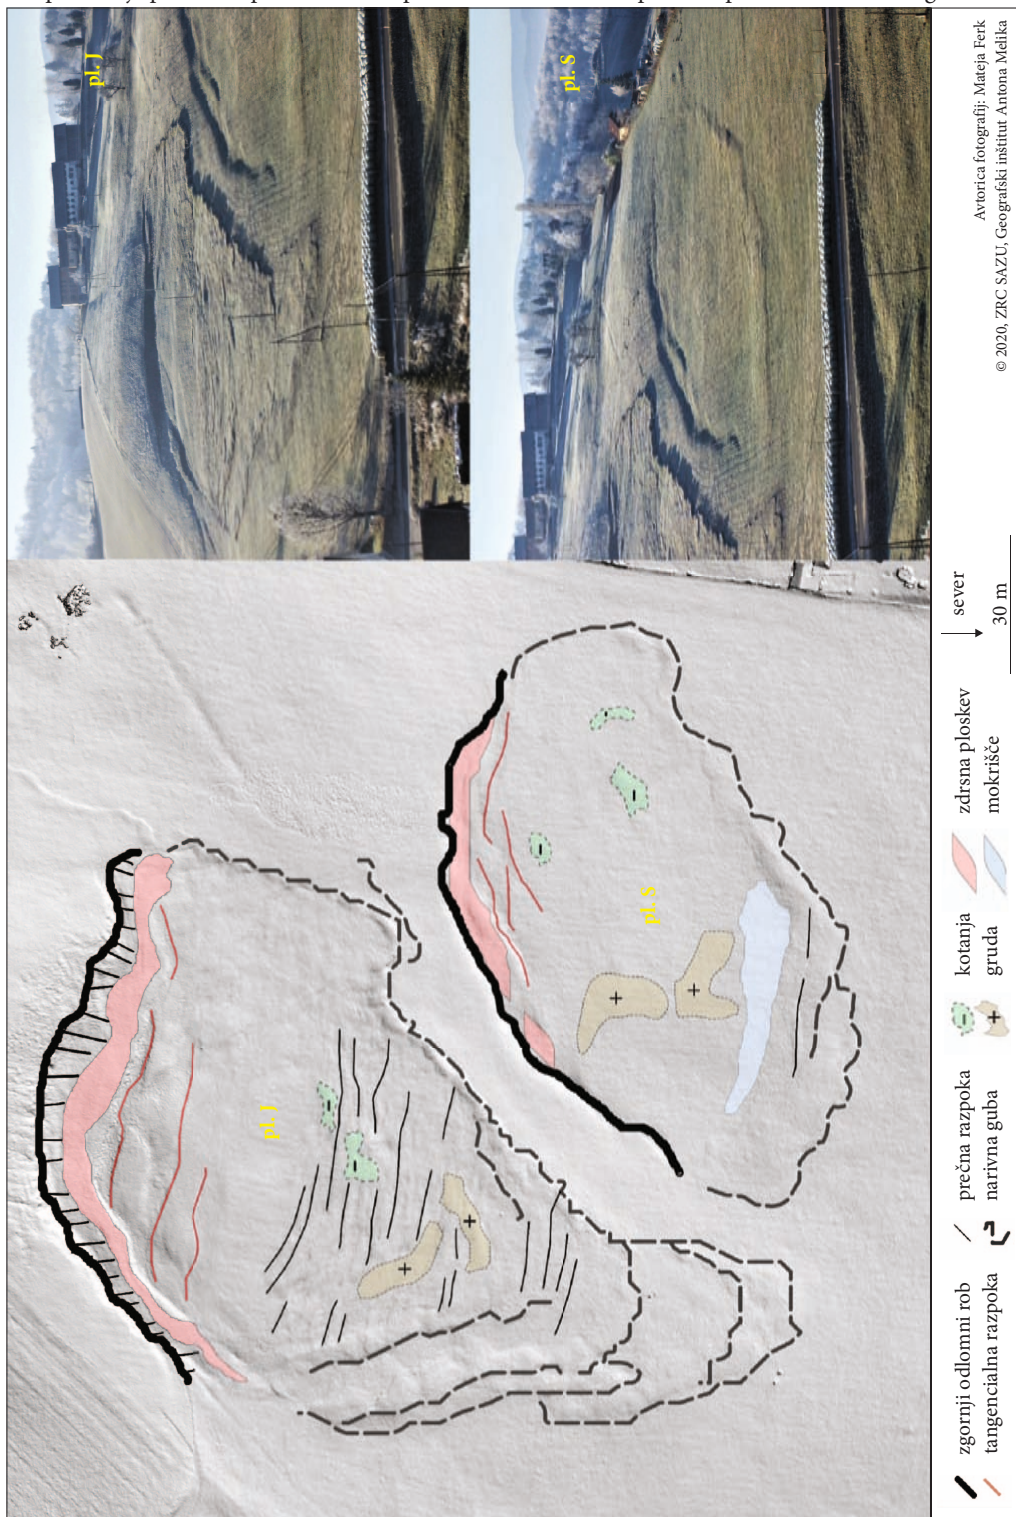 pl. J
pl. S
pl. J
pl. S
zgornji odlomni rob
tangencialna razpoka
prečna razpoka
narivna guba
kotanja
gruda
zdrsna ploskev
mokrišče
sever
30 m
Avtorica fotografij: Mateja Ferk
© 2020, ZRC SAZU, Geografski inštitut Antona Melika